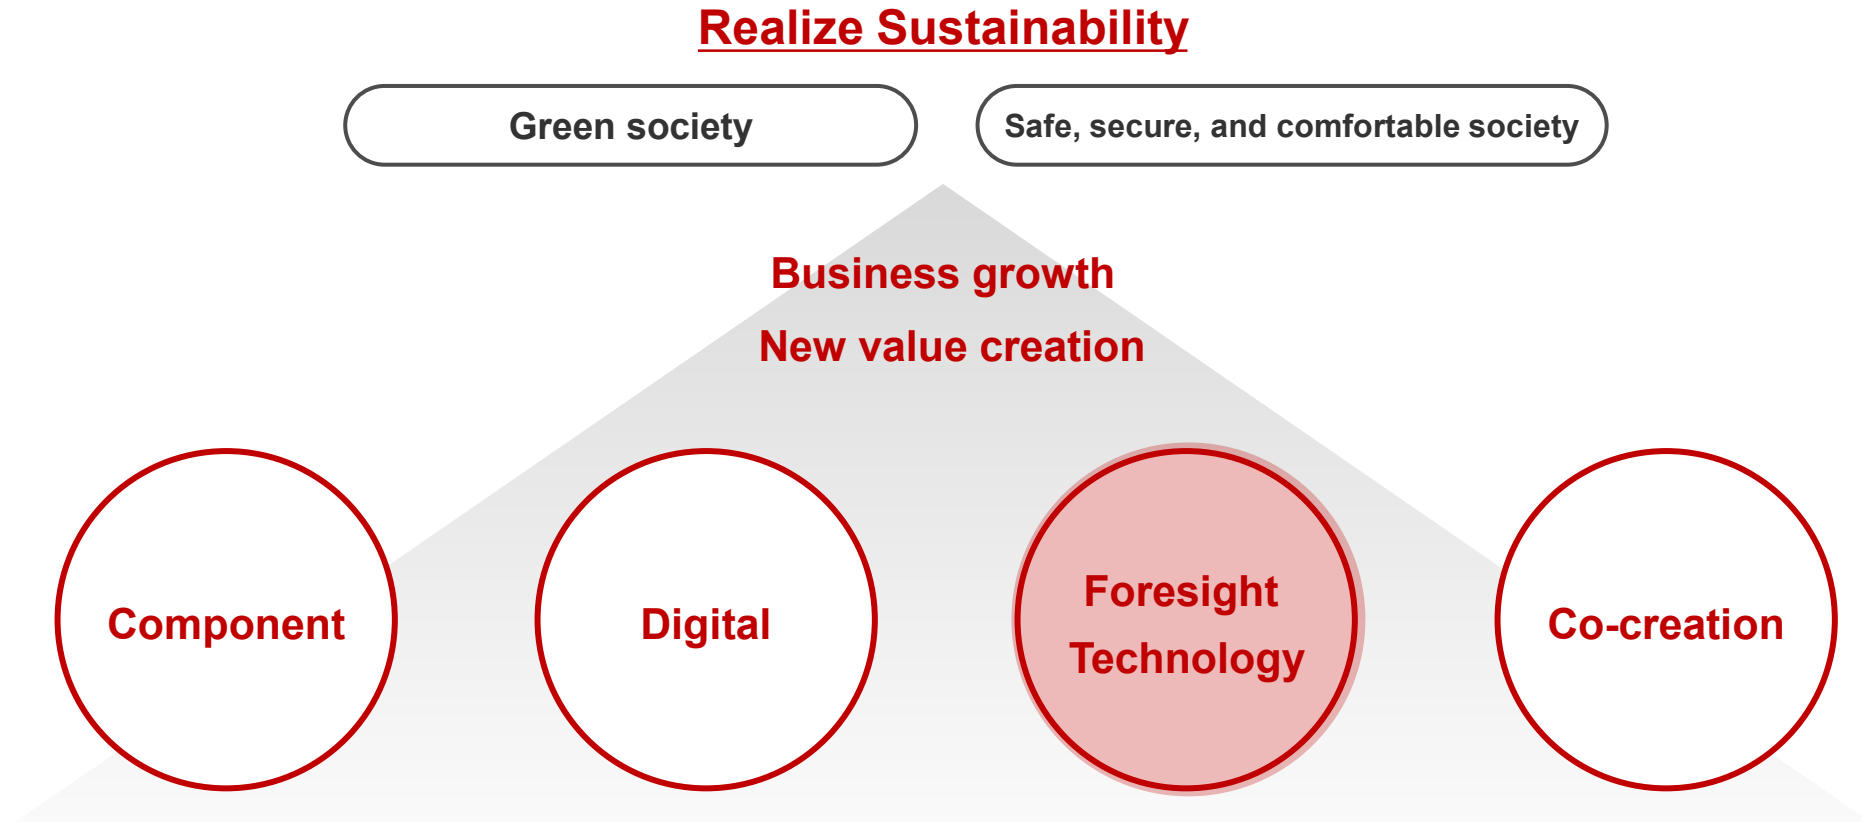 Realize Sustainability
Green society
Safe, secure, and comfortable society
Business growth
New value creation
Component
Digital
Foresight
Technology
Co-creation